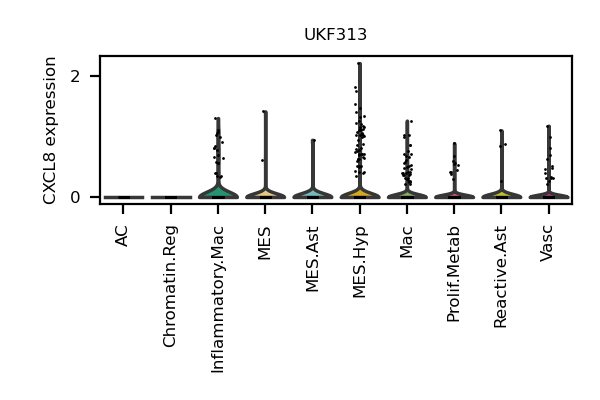 UKF313
CXCL8 expression
2
0
AC
Chromatin.Reg
Inflammatory.Mac
MES
MES.Ast
MES.Hyp
Mac
Prolif.Metab
Reactive.Ast
Vasc